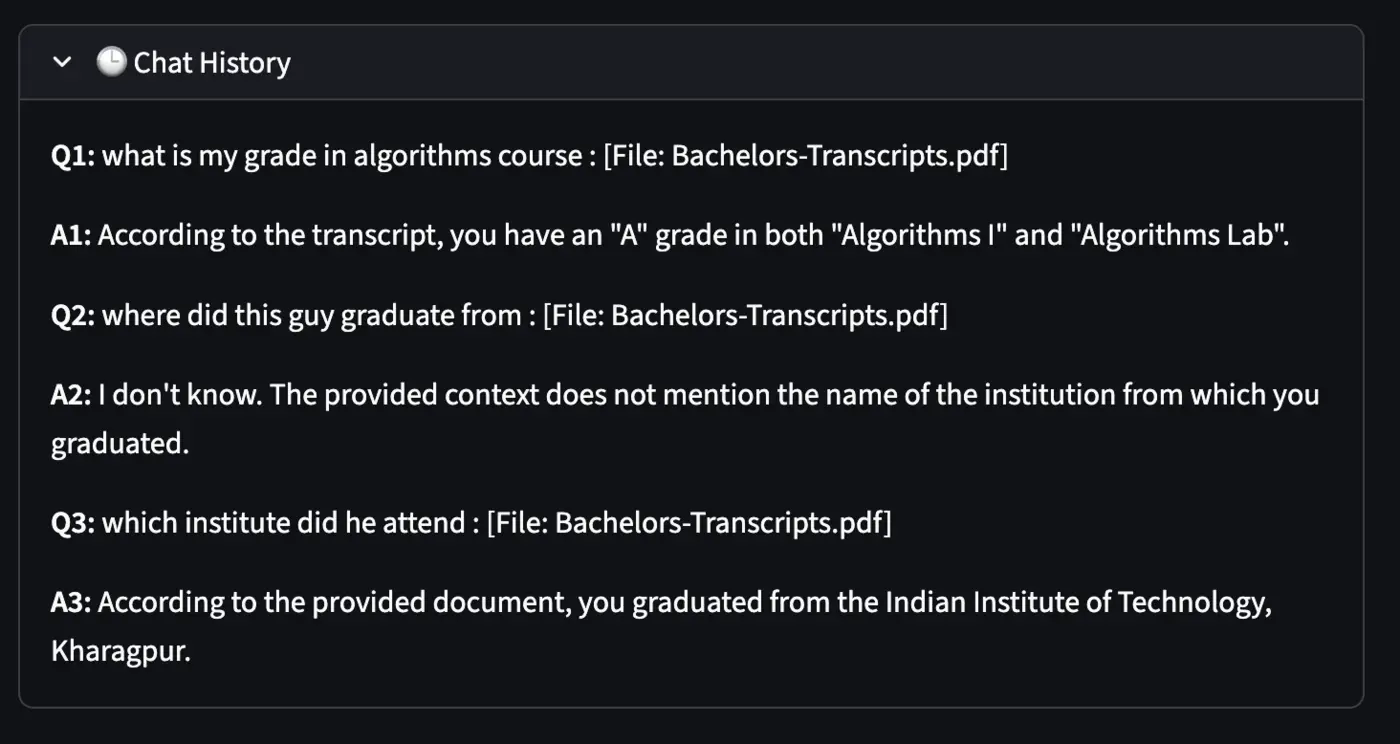 Chat History
Q1: what is my grade in algorithms course : [File: Bachelors-Transcripts.pdf]
A1: According to the transcript, you have an "A" grade in both "Algorithms I" and "Algorithms Lab".
Q2: where did this guy graduate from : [File: Bachelors-Transcripts.pdf]
A2: I don't know. The provided context does not mention the name of the institution from which you
graduated.
Q3: which institute did he attend : [File: Bachelors-Transcripts.pdf]
A3: According to the provided document, you graduated from the Indian Institute of Technology,
Kharagpur.